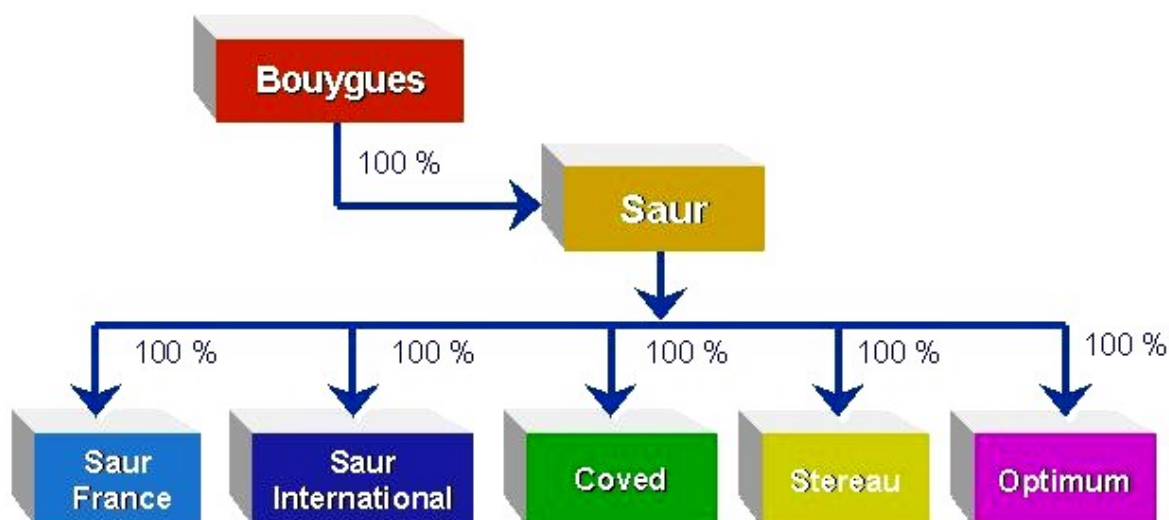 Bouygues
100 %
Saur
100 %
100 %
100 %
100 %
100 %
Saur
France
Saur
International
Coved
Stereau
Optimum